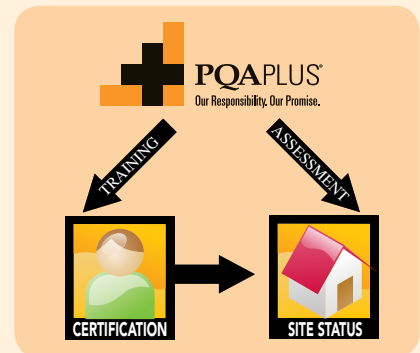 PQAPLUS®
Our Responsibility. Our Promise.
TRAINING
ASSESSMENT
CERTIFICATION
SITE STATUS